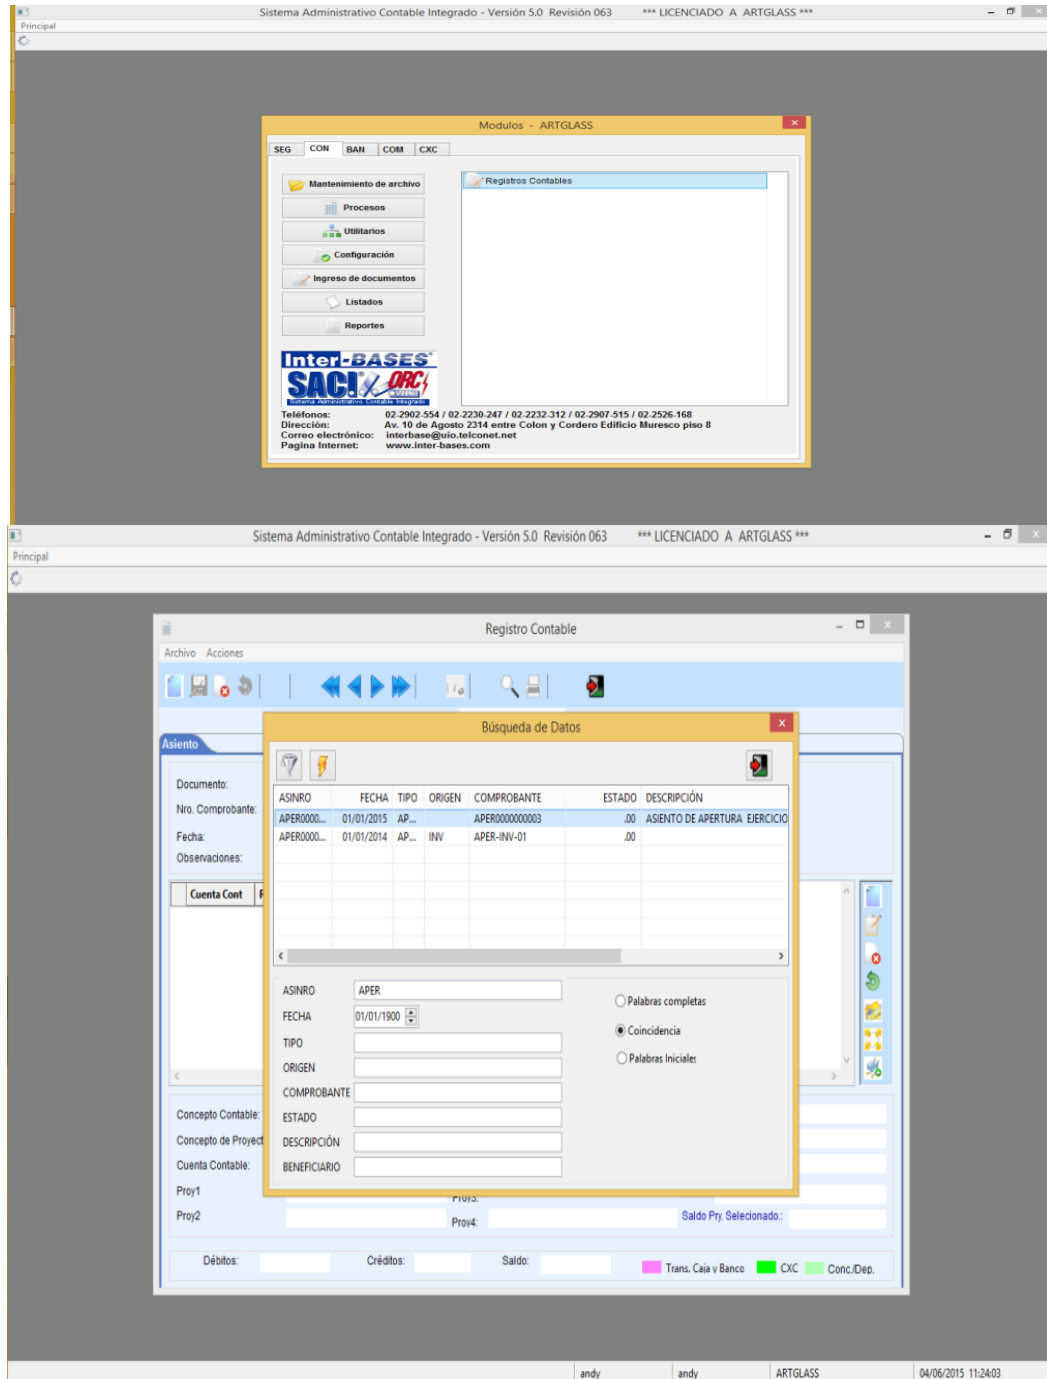 Sistema Administrativo Contable Integrado - Versión 5.0 Revisión 063 *** LICENCIADO A ARTGLASS ***
Principal
Modulos - ARTGLASS
SEG CON BAN COM CXC
Mantenimiento de archivo
Registros Contables
Procesos
Utilitarios
Configuración
Ingreso de documentos
Listados
Reportes
Inter-BASES
SACI ORC
Sistema Administrativo Contable Integrado
Teléfonos: 02-2902-554 / 02-2230-247 / 02-2232-312 / 02-2907-515 / 02-2526-168
Dirección: Av. 10 de Agosto 2314 entre Colon y Cordero Edificio Muresco piso 8
Correo electrónico: interbase@uio.telconet.net
Pagina Internet: www.inter-bases.com
Sistema Administrativo Contable Integrado - Versión 5.0 Revisión 063 *** LICENCIADO A ARTGLASS ***
Principal
Registro Contable
Archivo Acciones
Búsqueda de Datos
Asiento
Documento:
Nro. Comprobante:
Fecha:
Observaciones:
Cuenta Cont
ASINRO FECHA TIPO ORIGEN COMPROBANTE ESTADO DESCRIPCIÓN
APER0000... 01/01/2015 AP... APER0000000003 .00 ASIENTO DE APERTURA EJERCICIO
APER0000... 01/01/2014 AP... INV APER-INV-01 .00
ASINRO APER
FECHA 01/01/1900
TIPO
ORIGEN
COMPROBANTE
ESTADO
DESCRIPCIÓN
BENEFICIARIO
Palabras completas
Coincidencia
Palabras Iniciales
Concepto Contable:
Concepto de Proyect
Cuenta Contable:
Proy1 Proy3:
Proy2 Proy4: Saldo Pry. Selecionado.:
Débitos: Créditos: Saldo: Trans. Caja y Banco CXC Conc./Dep.
andy andy ARTGLASS 04/06/2015 11:24:03